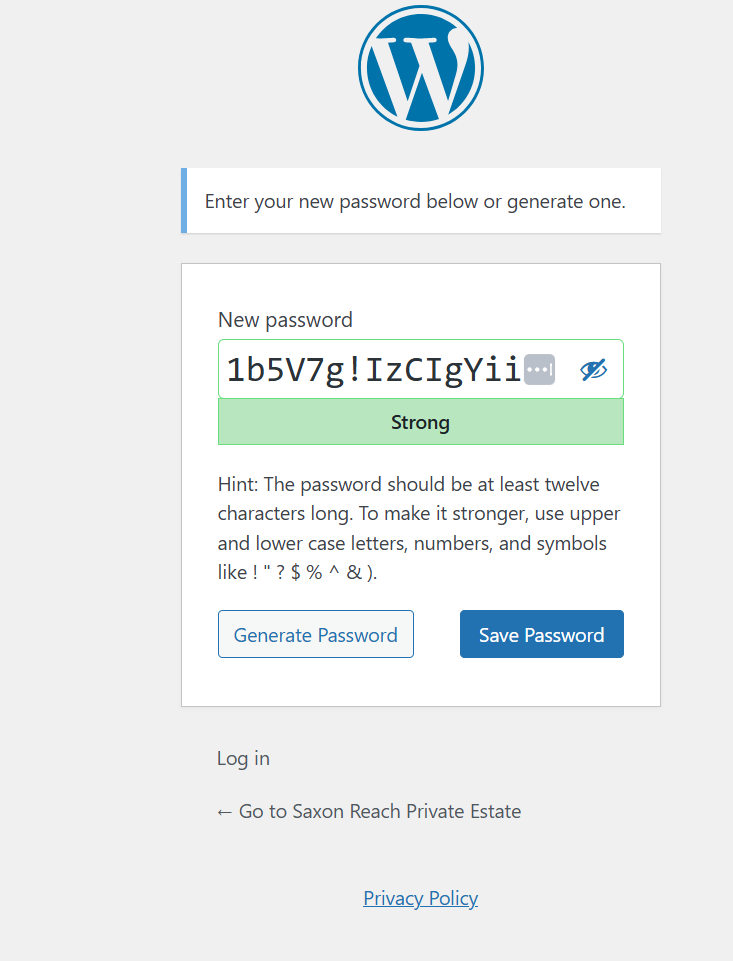 Enter your new password below or generate one.
New password
1b5V7g!IzCIgYii
Strong
Hint: The password should be at least twelve
characters long. To make it stronger, use upper
and lower case letters, numbers, and symbols
like ! " ? $ % ^ & ).
Generate Password
Save Password
Log in
← Go to Saxon Reach Private Estate
Privacy Policy